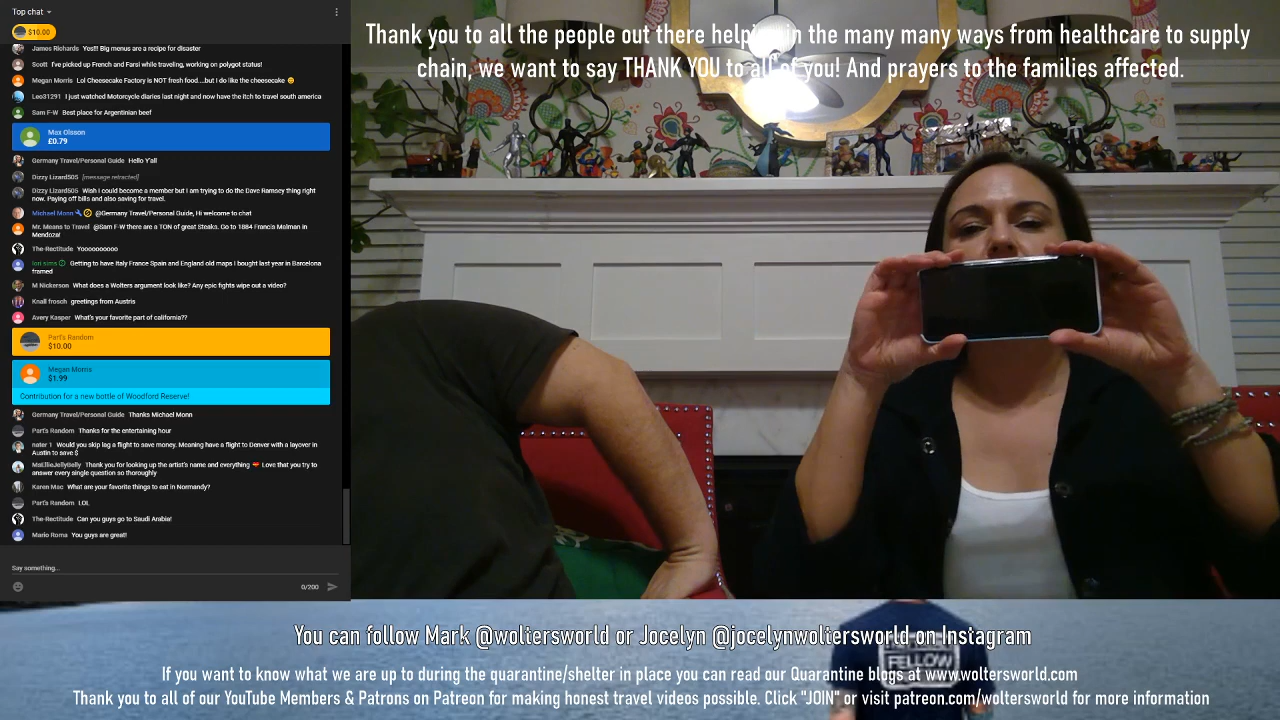 Top chat
$10.00
James Richards Yes!!! Big menus are a recipe for disaster
Scott I've picked up French and Farsi while traveling, working on polygot status!
Megan Morris Lol Cheesecake Factory is NOT fresh food....but I do like the cheesecake
Leo31291 I just watched Motorcycle diaries last night and now have the itch to travel south america
Sam F-W Best place for Argentinian beef
Max Olsson
£0.79
Germany Travel/Personal Guide Hello Y'all
Dizzy Lizard505 [message retracted]
Dizzy Lizard505 Wish I could become a member but I am trying to do the Dave Ramsey thing right
now. Paying off bills and also saving for travel.
Michael Monn @Germany Travel/Personal Guide, Hi welcome to chat
Mr. Means to Travel @Sam F-W there are a TON of great Steaks. Go to 1884 Francis Malman in
Mendoza!
The-Rectitude Yoooooooooo
lori sims Getting to have Italy France Spain and England old maps I bought last year in Barcelona
framed
M Nickerson What does a Wolters argument look like? Any epic fights wipe out a video?
Knall frosch greetings from Austris
Avery Kasper What's your favorite part of california??
Part's Random
$10.00
Megan Morris
$1.99
Contribution for a new bottle of Woodford Reserve!
Germany Travel/Personal Guide Thanks Michael Monn
Part's Random Thanks for the entertaining hour
nater 1 Would you skip lag a flight to save money. Meaning have a flight to Denver with a layover in
Austin to save $
MaLllieJellyBelly Thank you for looking up the artist's name and everything Love that you try to
answer every single question so thoroughly
Karen Mac What are your favorite things to eat in Normandy?
Part's Random LOL
The-Rectitude Can you guys go to Saudi Arabia!
Mario Roma You guys are great!
Say something...
0/200
Thank you to all the people out there helping in the many many ways from healthcare to supply
chain, we want to say THANK YOU to all of you! And prayers to the families affected.
You can follow Mark @woltersworld or Jocelyn @jocelynwoltersworld on Instagram
FELLOW
If you want to know what we are up to during the quarantine/shelter in place you can read our Quarantine blogs at www.woltersworld.com
Thank you to all of our YouTube Members & Patrons on Patreon for making honest travel videos possible. Click "JOIN" or visit patreon.com/woltersworld for more information